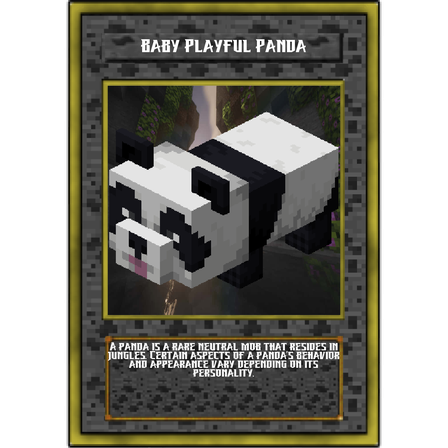 Baby Playful Panda
A panda is a rare neutral mob that resides in
jungles. Certain aspects of a panda's behavior
and appearance vary depending on its
personality.